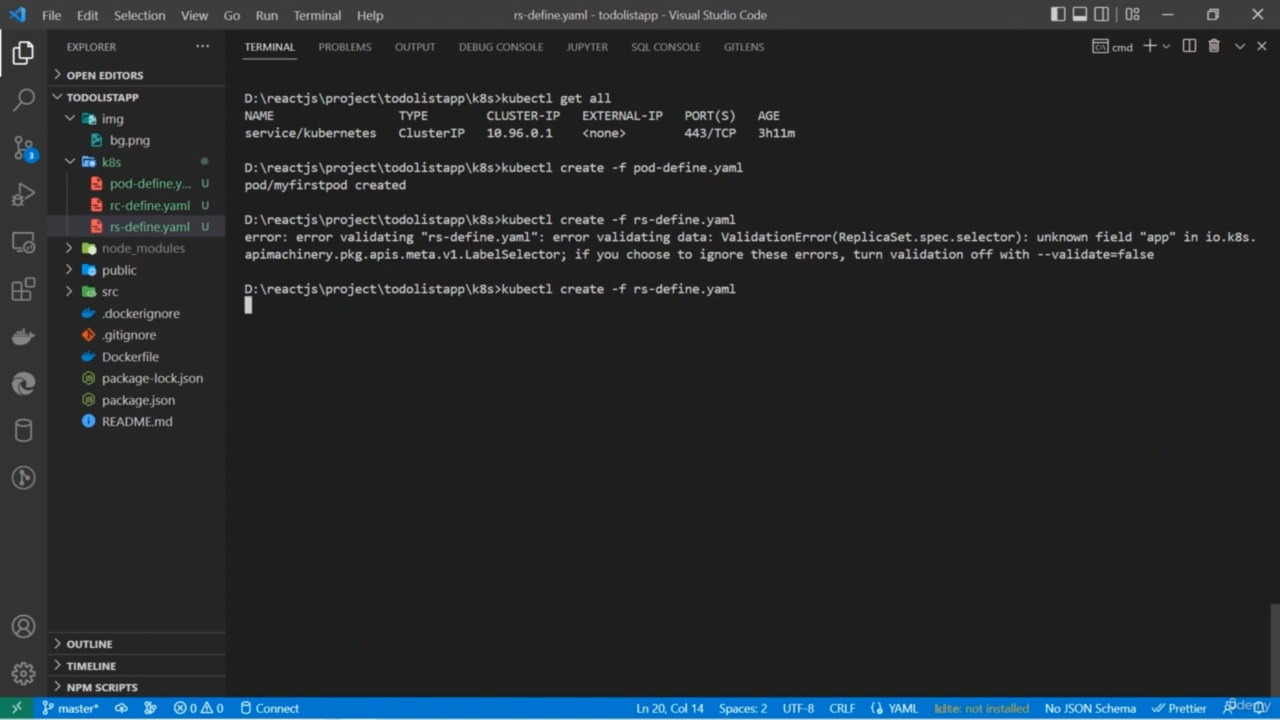 File Edit Selection View Go Run Terminal Help
rs-define.yaml - todolistapp - Visual Studio Code
EXPLORER
OPEN EDITORS
TODOLISTAPP
img
bg.png
k8s
pod-define.y... U
rc-define.yaml U
rs-define.yaml U
node_modules
public
src
.dockerignore
.gitignore
Dockerfile
package-lock.json
package.json
README.md
OUTLINE
TIMELINE
NPM SCRIPTS
3
TERMINAL PROBLEMS OUTPUT DEBUG CONSOLE JUPYTER SQL CONSOLE GITLENS
cmd
D:\reactjs\project\todolistapp\k8s>kubectl get all
NAME TYPE CLUSTER-IP EXTERNAL-IP PORT(S) AGE
service/kubernetes ClusterIP 10.96.0.1 <none> 443/TCP 3h11m
D:\reactjs\project\todolistapp\k8s>kubectl create -f pod-define.yaml
pod/myfirstpod created
D:\reactjs\project\todolistapp\k8s>kubectl create -f rs-define.yaml
error: error validating "rs-define.yaml": error validating data: ValidationError(ReplicaSet.spec.selector): unknown field "app" in io.k8s.
apimachinery.pkg.apis.meta.v1.LabelSelector; if you choose to ignore these errors, turn validation off with --validate=false
D:\reactjs\project\todolistapp\k8s>kubectl create -f rs-define.yaml
master* 0 0 Connect Ln 20, Col 14 Spaces: 2 UTF-8 CRLF YAML not installed No JSON Schema Prettier